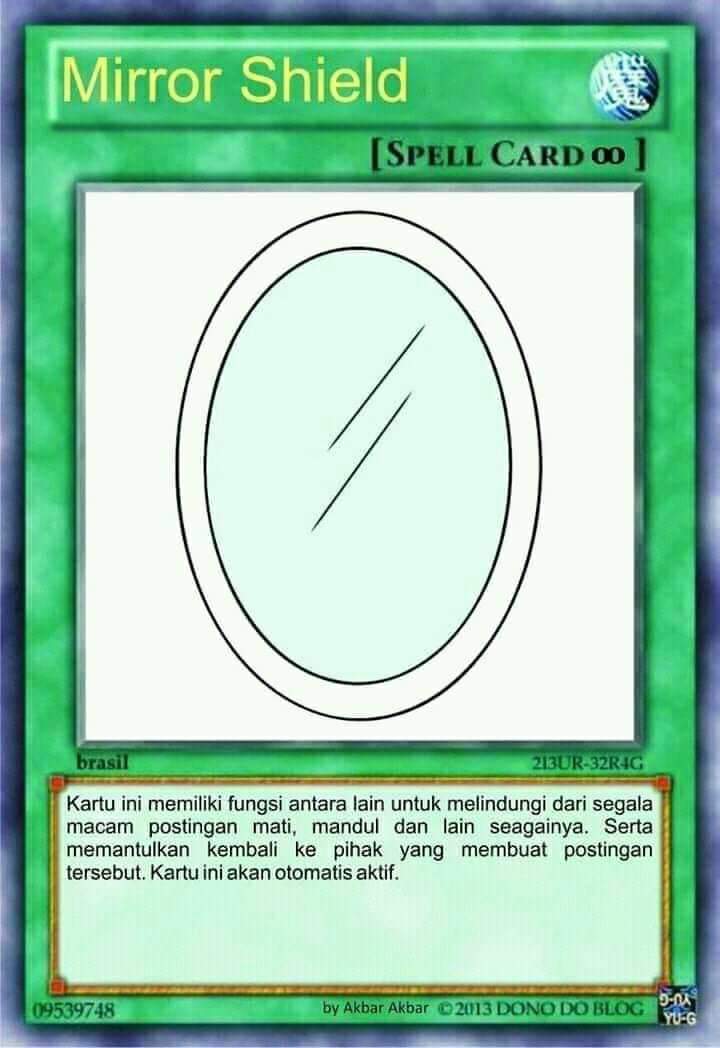 Mirror Shield
魔
[SPELL CARD ∞]
brasil
213UR-32R4G
Kartu ini memiliki fungsi antara lain untuk melindungi dari segala
macam postingan mati, mandul dan lain seagainya. Serta
memantulkan kembali ke pihak yang membuat postingan
tersebut. Kartu ini akan otomatis aktif.
09539748
by Akbar Akbar
©2013 DONO DO BLOG
YU-G